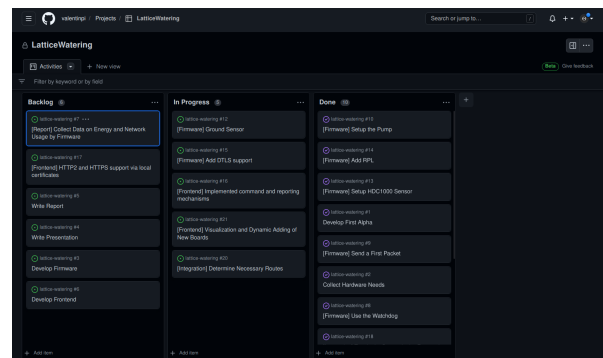 valentinpi / Projects / LatticeWatering
Search or jump to...
LatticeWatering
Activities
+ New view
Beta Give feedback
Filter by keyword or by field
Backlog 6
lattice-watering #7
[Report] Collect Data on Energy and Network
Usage by Firmware
lattice-watering #17
[Frontend] HTTP2 and HTTPS support via local
certificates
lattice-watering #5
Write Report
lattice-watering #4
Write Presentation
lattice-watering #3
Develop Firmware
lattice-watering #6
Develop Frontend
+ Add item
In Progress 5
lattice-watering #12
[Firmware] Ground Sensor
lattice-watering #15
[Firmware] Add DTLS support
lattice-watering #19
[Frontend] Implemented command and reporting
mechanisms
lattice-watering #21
[Frontend] Visualization and Dynamic Adding of
New Boards
lattice-watering #20
[Integration] Determine Necessary Routes
+ Add item
Done 10
lattice-watering #10
[Firmware] Setup the Pump
lattice-watering #14
[Firmware] Add RPL
lattice-watering #13
[Firmware] Setup HDC1000 Sensor
lattice-watering #1
Develop First Alpha
lattice-watering #9
[Firmware] Send a First Packet
lattice-watering #2
Collect Hardware Needs
lattice-watering #8
[Firmware] Use the Watchdog
lattice-watering #18
+ Add item